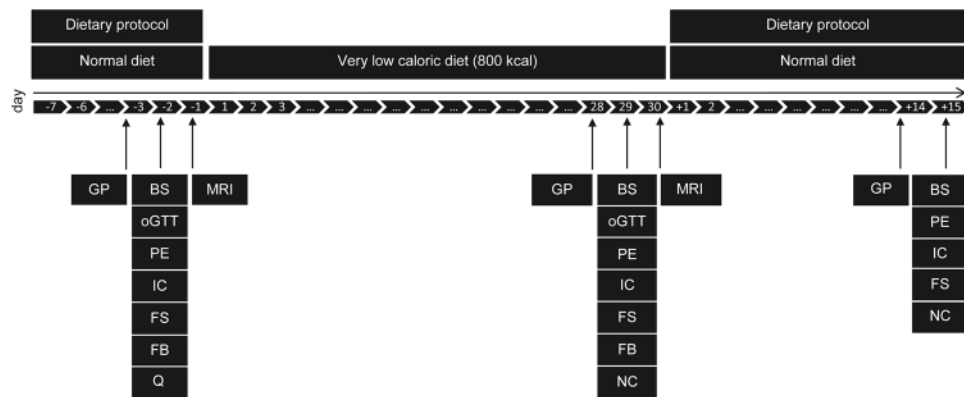 Dietary protocol Dietary protocol
Normal diet Very low caloric diet (800 kcal) Normal diet
day
-7 -6 ... -3 -2 -1 1 2 3 ... ... ... ... ... ... ... ... 28 29 30 +1 2 ... ... ... ... ... +14 +15
GP BS MRI GP BS MRI GP BS
oGTT oGTT PE
PE PE IC
IC IC FS
FS FS NC
FB FB
Q NC